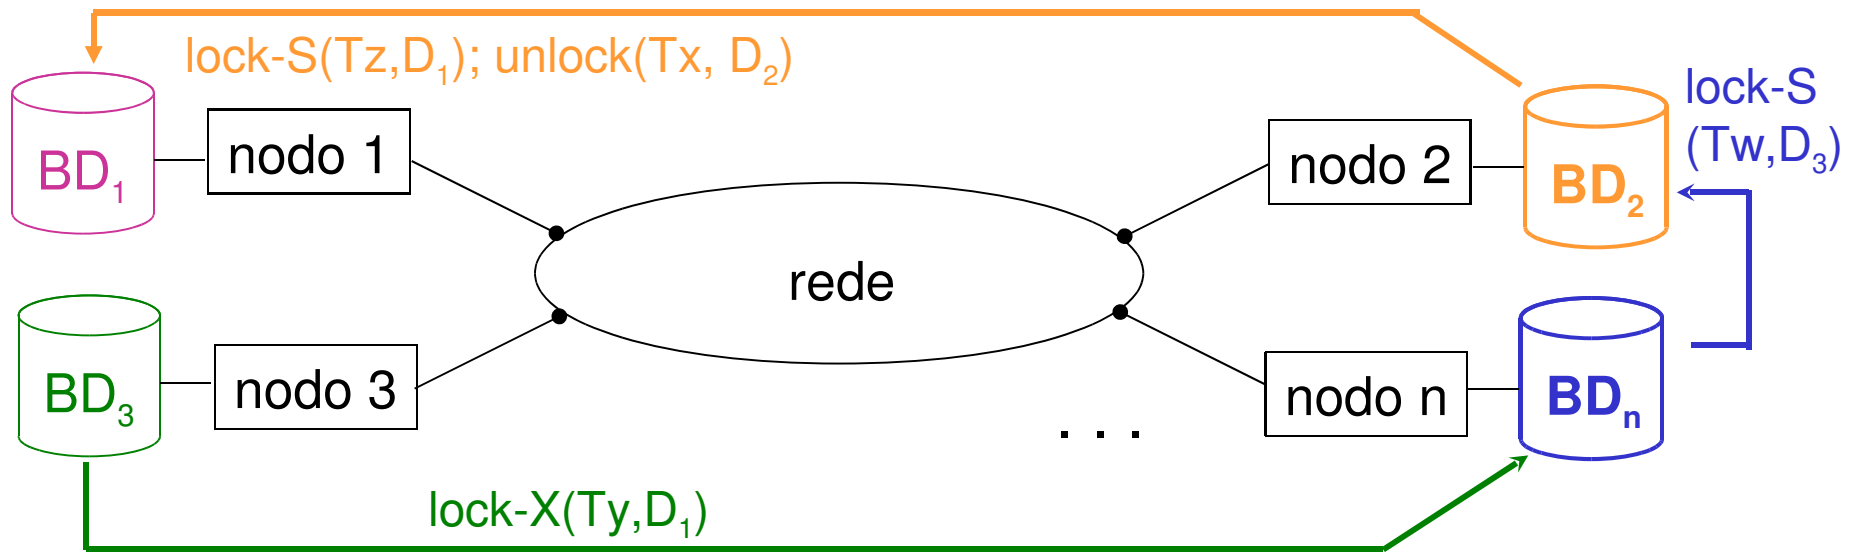 lock-S(Tz,D₁); unlock(Tx, D₂)
lock-S
(Tw,D₃)
BD₁
nodo 1
nodo 2
BD₂
rede
BD₃
nodo 3
nodo n
BDₙ
. . .
lock-X(Ty,D₁)